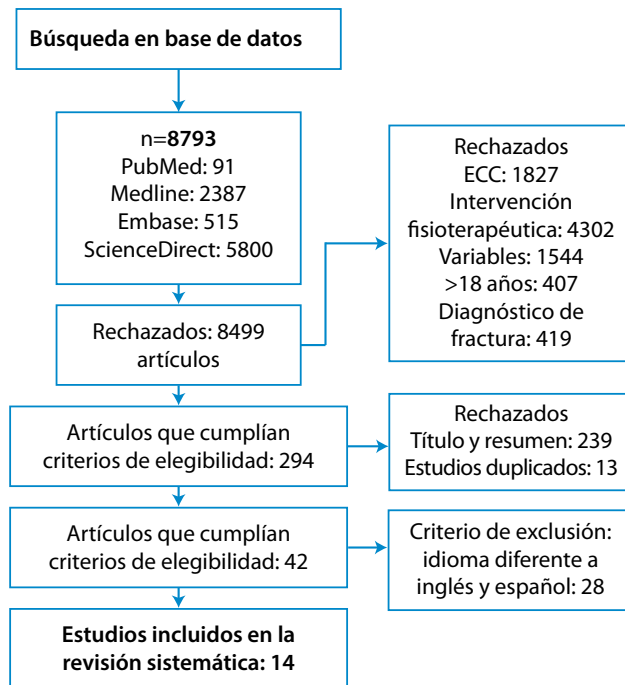 Búsqueda en base de datos
n=8793
PubMed: 91
Medline: 2387
Embase: 515
ScienceDirect: 5800
Rechazados: 8499
artículos
Rechazados
ECC: 1827
Intervención
fisioterapéutica: 4302
Variables: 1544
>18 años: 407
Diagnóstico de
fractura: 419
Artículos que cumplían
criterios de elegibilidad: 294
Rechazados
Título y resumen: 239
Estudios duplicados: 13
Artículos que cumplían
criterios de elegibilidad: 42
Criterio de exclusión:
idioma diferente a
inglés y español: 28
Estudios incluidos en la
revisión sistemática: 14